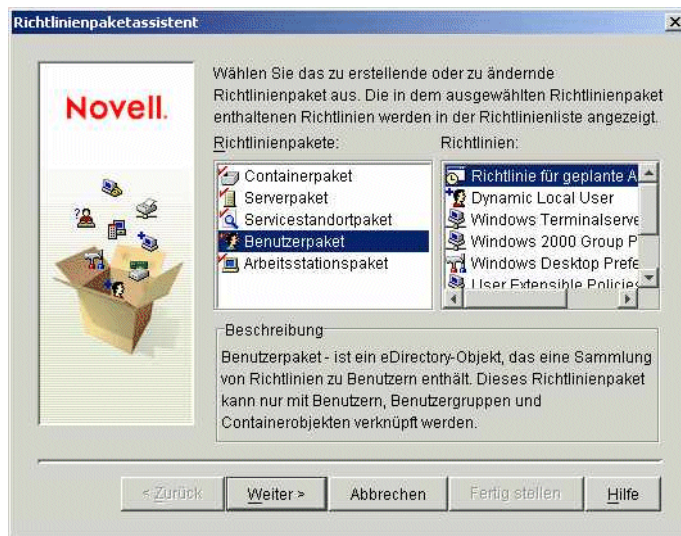 Richtlinienpaketassistent
Novell.
Wählen Sie das zu erstellende oder zu ändernde
Richtlinienpaket aus. Die in dem ausgewählten Richtlinienpaket
enthaltenen Richtlinien werden in der Richtlinienliste angezeigt.
Richtlinienpakete:
Containerpaket
Serverpaket
Servicestandortpaket
Benutzerpaket
Arbeitsstationspaket
Richtlinien:
Richtlinie für geplante A
Dynamic Local User
Windows Terminalserve
Windows 2000 Group P
Windows Desktop Prefe
User Extensible Policies
Beschreibung
Benutzerpaket - ist ein eDirectory-Objekt, das eine Sammlung
von Richtlinien zu Benutzern enthält. Dieses Richtlinienpaket
kann nur mit Benutzern, Benutzergruppen und
Containerobjekten verknüpft werden.
< Zurück
Weiter >
Abbrechen
Fertig stellen
Hilfe